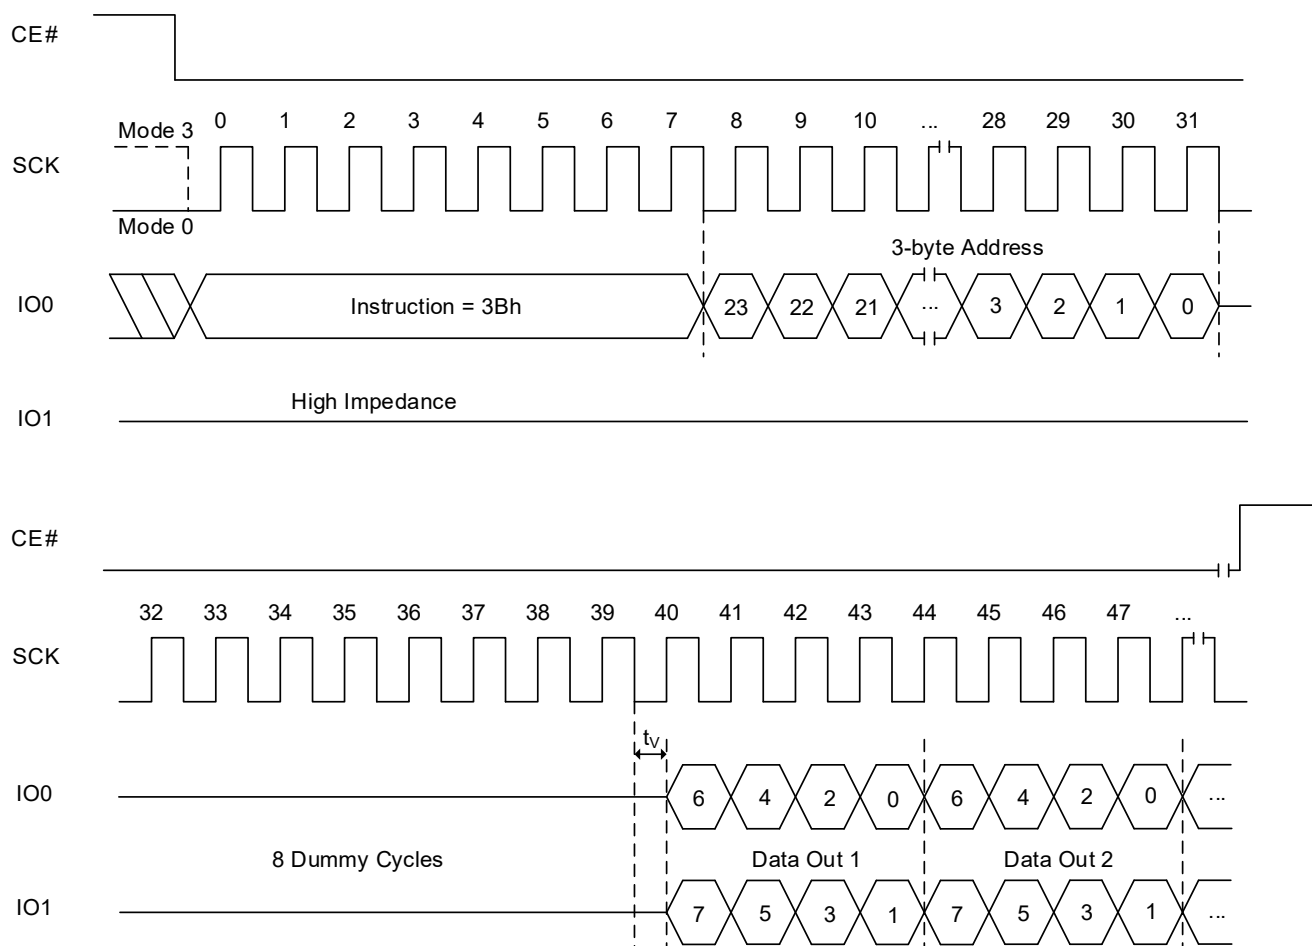 CE#
0 1 2 3 4 5 6 7 8 9 10 ... 28 29 30 31
Mode 3
SCK
Mode 0
3-byte Address
IO0 Instruction = 3Bh 23 22 21 ... 3 2 1 0
High Impedance
IO1
CE#
32 33 34 35 36 37 38 39 40 41 42 43 44 45 46 47 ...
SCK
tV
IO0 6 4 2 0 6 4 2 0 ...
8 Dummy Cycles Data Out 1 Data Out 2
IO1 7 5 3 1 7 5 3 1 ...